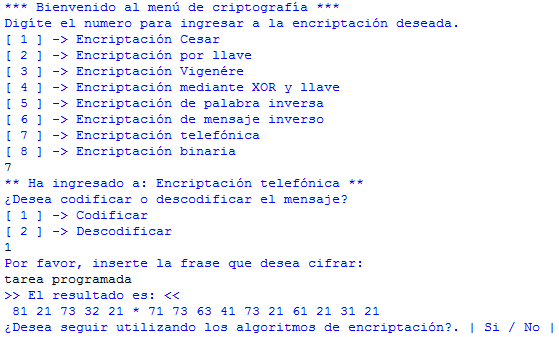 *** Bienvenido al menú de criptografía ***
Digíte el numero para ingresar a la encriptación deseada.
[ 1 ] -> Encriptación Cesar
[ 2 ] -> Encriptación por llave
[ 3 ] -> Encriptación Vigenére
[ 4 ] -> Encriptación mediante XOR y llave
[ 5 ] -> Encriptación de palabra inversa
[ 6 ] -> Encriptación de mensaje inverso
[ 7 ] -> Encriptación telefónica
[ 8 ] -> Encriptación binaria
7
** Ha ingresado a: Encriptación telefónica **
¿Desea codificar o descodificar el mensaje?
[ 1 ] -> Codificar
[ 2 ] -> Descodificar
1
Por favor, inserte la frase que desea cifrar:
tarea programada
>> El resultado es: <<
81 21 73 32 21 * 71 73 63 41 73 21 61 21 31 21
¿Desea seguir utilizando los algoritmos de encriptación?. | Si / No |